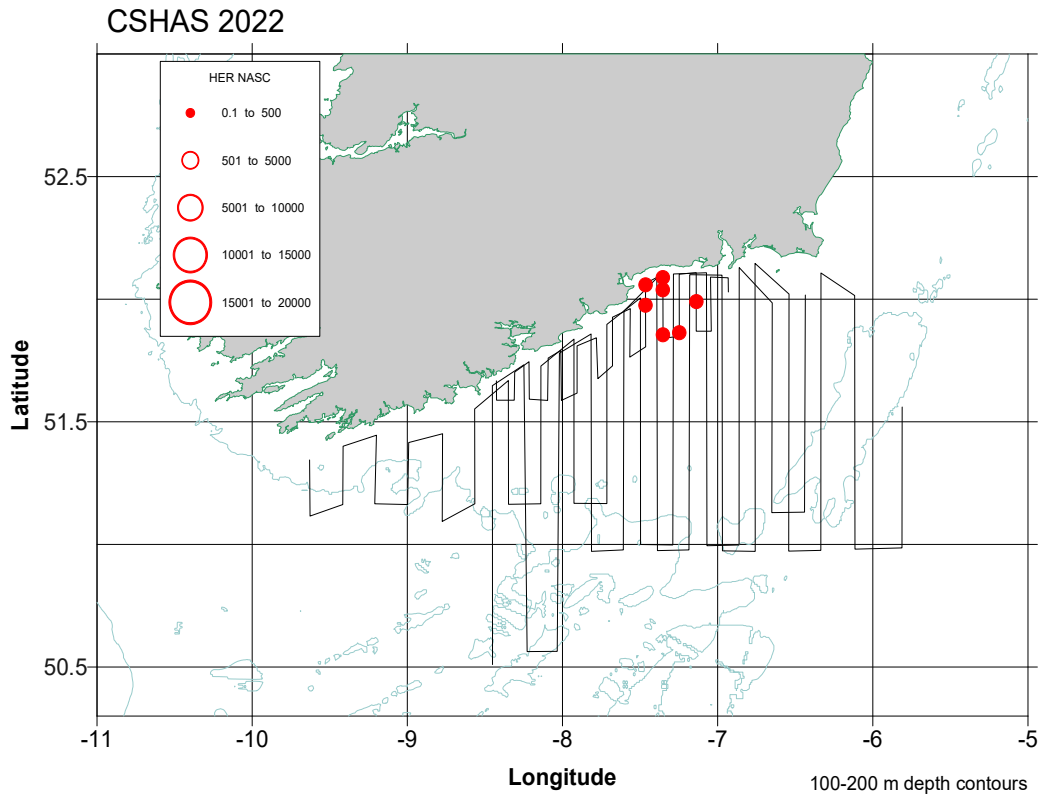 CSHAS 2022
HER NASC
0.1 to 500
501 to 5000
5001 to 10000
10001 to 15000
15001 to 20000
52.5
51.5
50.5
Latitude
-11 -10 -9 -8 -7 -6 -5
Longitude
100-200 m depth contours